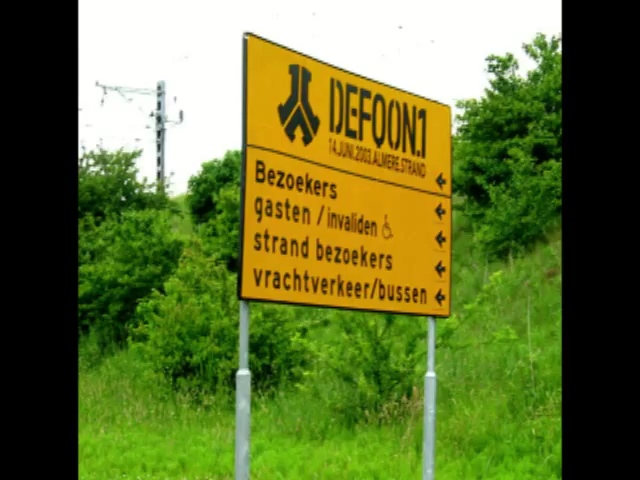 DEFQON.1
14.JUNI.2003.ALMERE.STRAND
Bezoekers
gasten / invaliden
strand bezoekers
vrachtverkeer/bussen